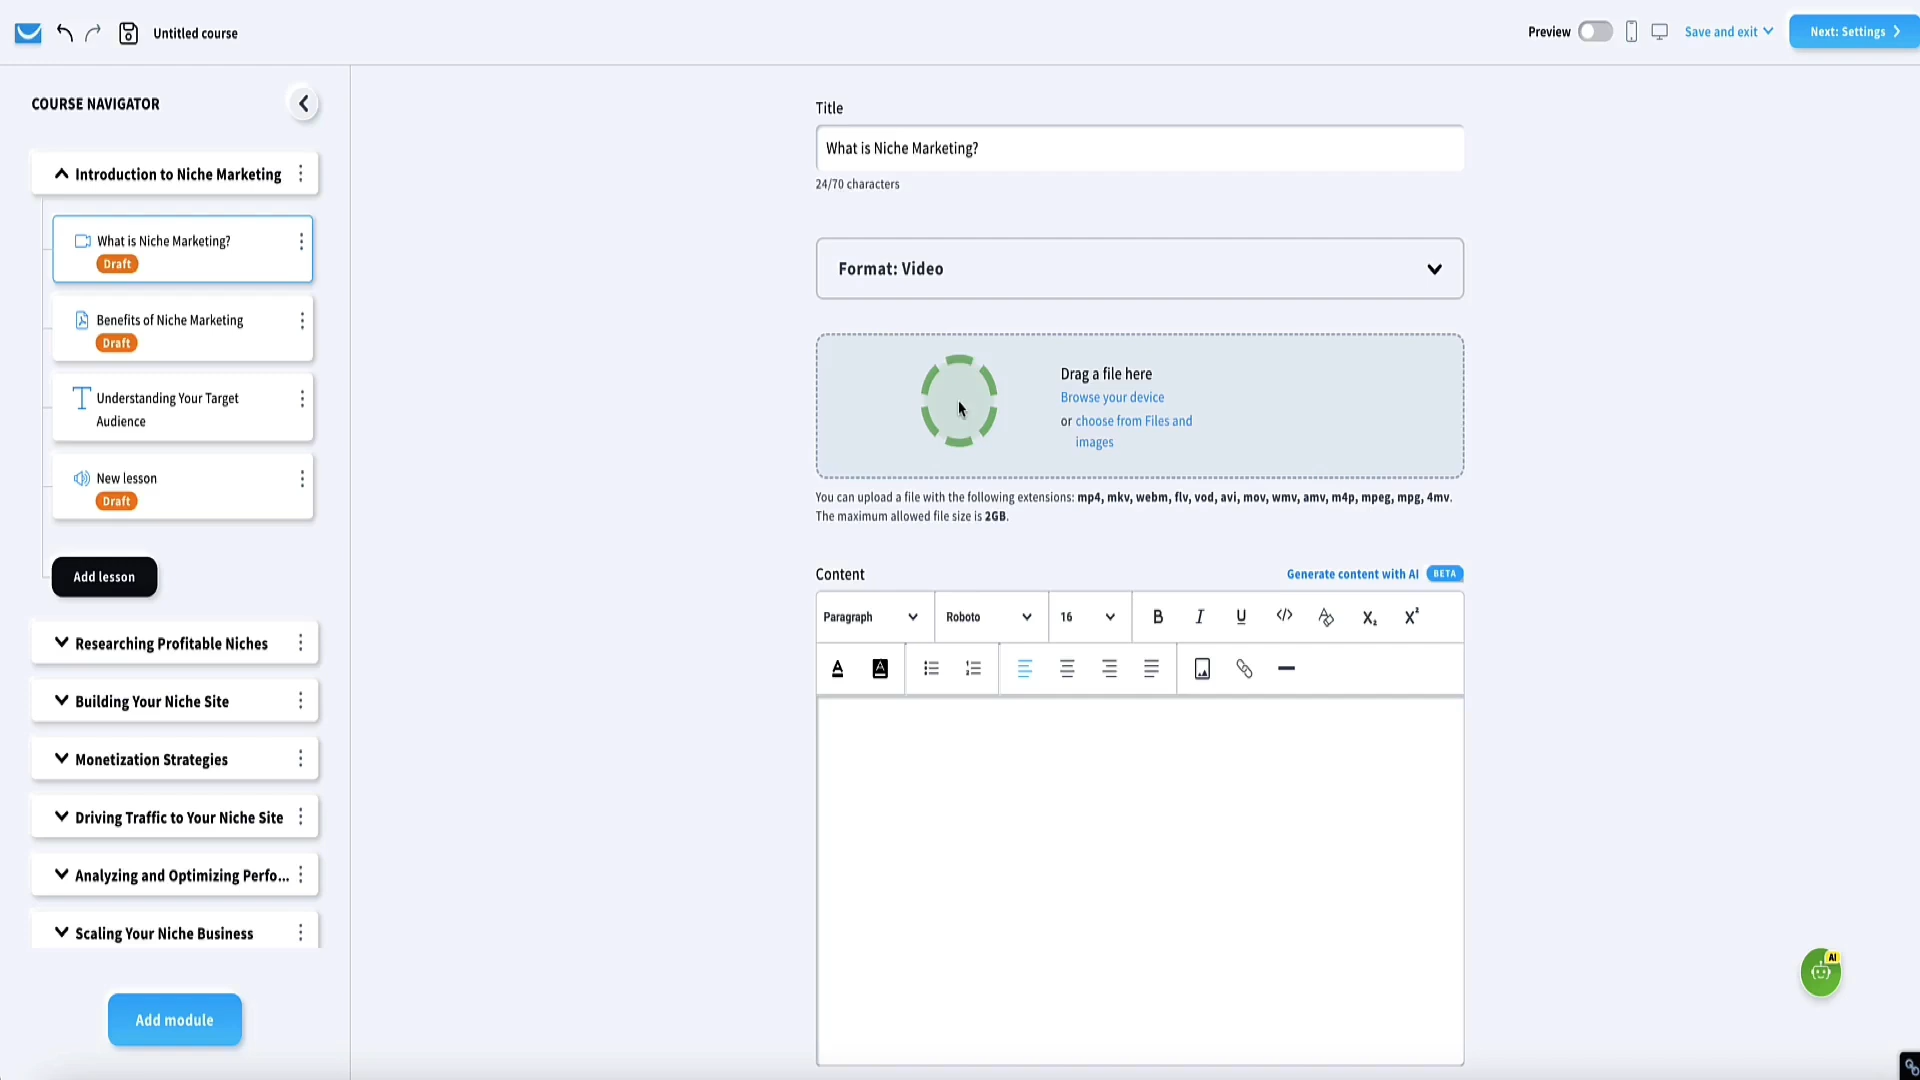 Untitled course
Preview
Save and exit
Next: Settings
COURSE NAVIGATOR
Introduction to Niche Marketing
What is Niche Marketing?
Draft
Benefits of Niche Marketing
Draft
Understanding Your Target
Audience
New lesson
Draft
Add lesson
Researching Profitable Niches
Building Your Niche Site
Monetization Strategies
Driving Traffic to Your Niche Site
Analyzing and Optimizing Perfo...
Scaling Your Niche Business
Add module
Title
What is Niche Marketing?
24/70 characters
Format: Video
Drag a file here
Browse your device
or choose from Files and
images
You can upload a file with the following extensions: mp4, mkv, webm, flv, vod, avi, mov, wmv, amv, m4p, mpeg, mpg, 4mv.
The maximum allowed file size is 2GB.
Content
Generate content with AI BETA
Paragraph Roboto 16 B I U </> X₂ X²
A A
AI